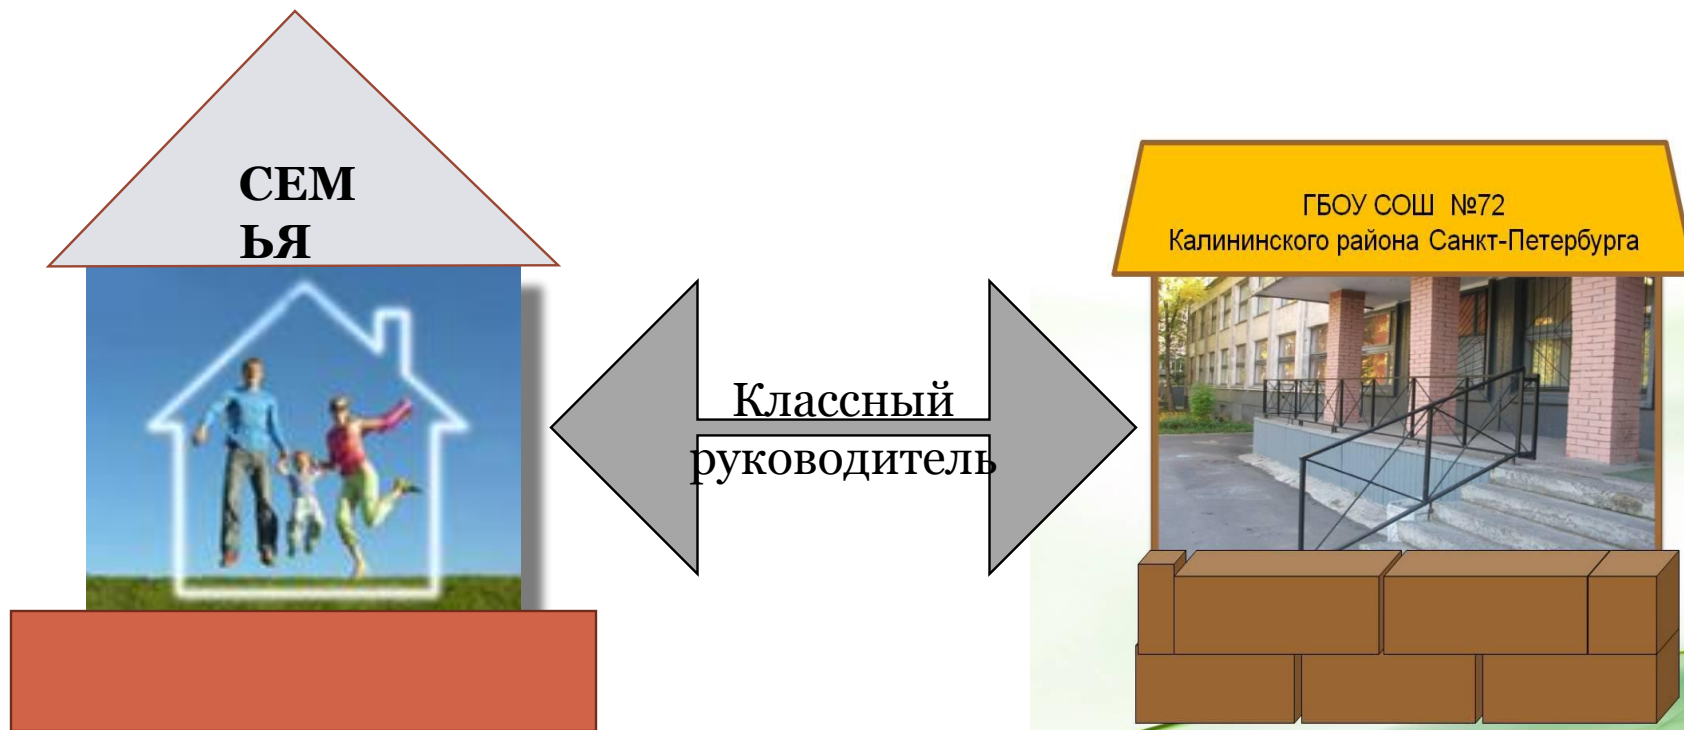 СЕМ
ЬЯ
Классный
руководитель
ГБОУ СОШ №72
Калининского района Санкт-Петербурга